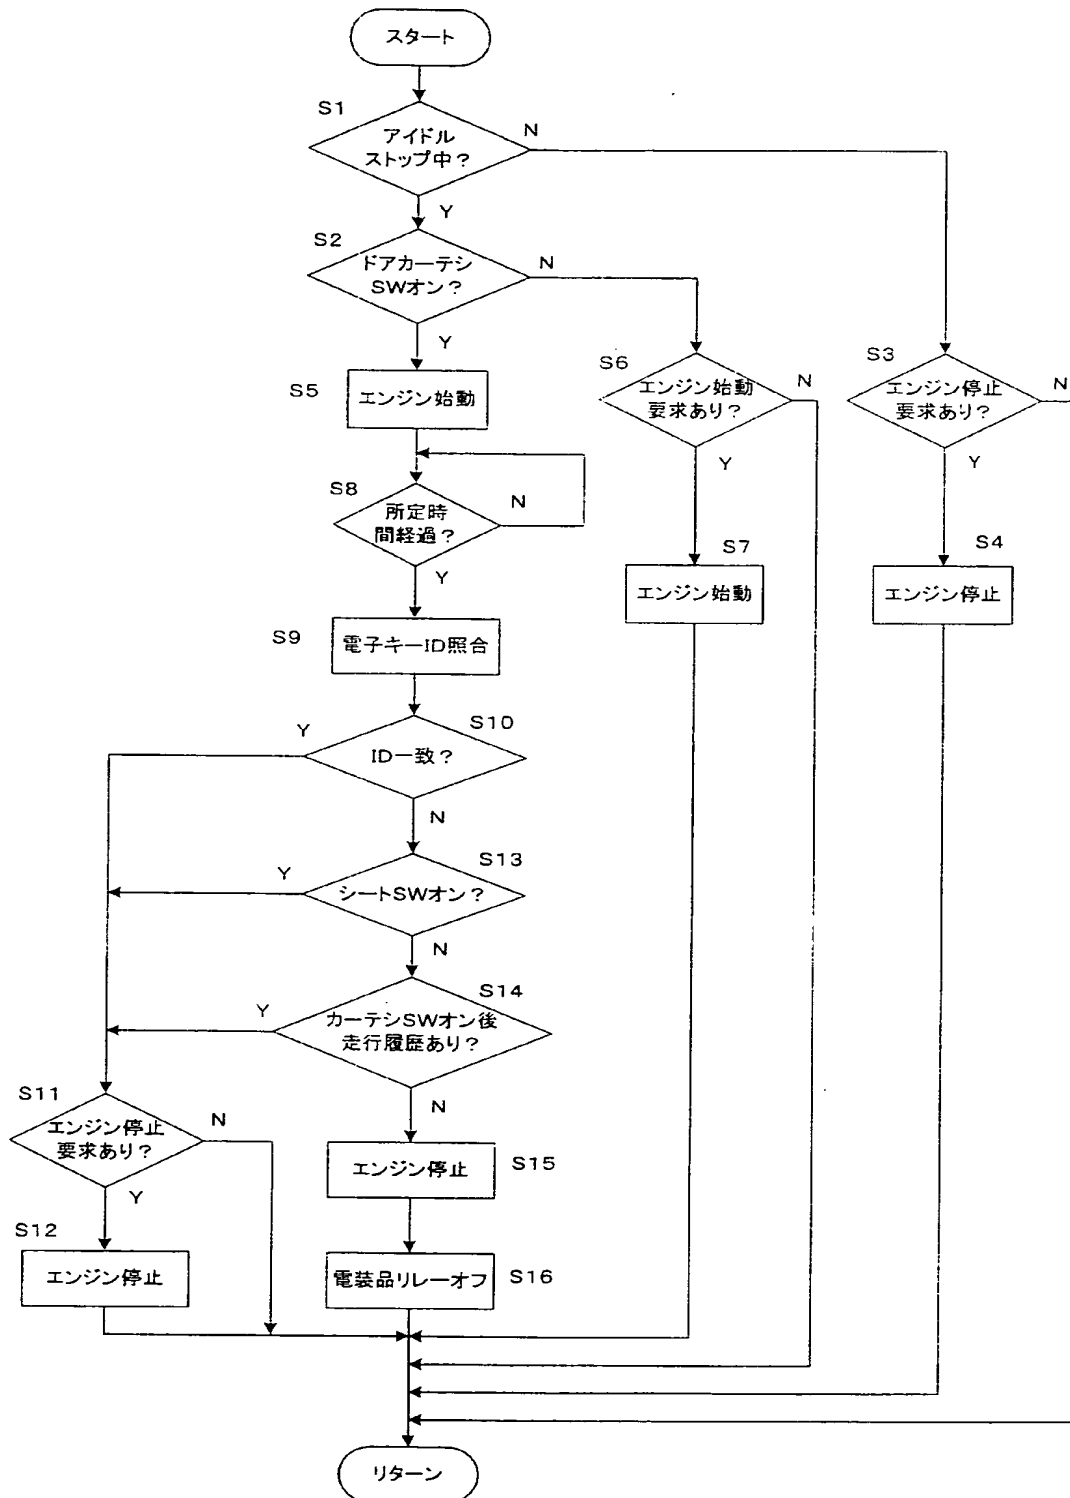 スタート
S1
アイドル
ストップ中?
N
Y
S2
ドアカーテシ
SWオン?
N
Y
S5
エンジン始動
S6
エンジン始動
要求あり?
N
Y
S3
エンジン停止
要求あり?
N
Y
S8
所定時
間経過?
N
Y
S7
エンジン始動
S4
エンジン停止
S9
電子キーID照合
S10
ID一致?
Y
N
S13
シートSWオン?
Y
N
S14
カーテシSWオン後
走行履歴あり?
Y
N
S11
エンジン停止
要求あり?
N
Y
S15
エンジン停止
S12
エンジン停止
S16
電装品リレーオフ
リターン